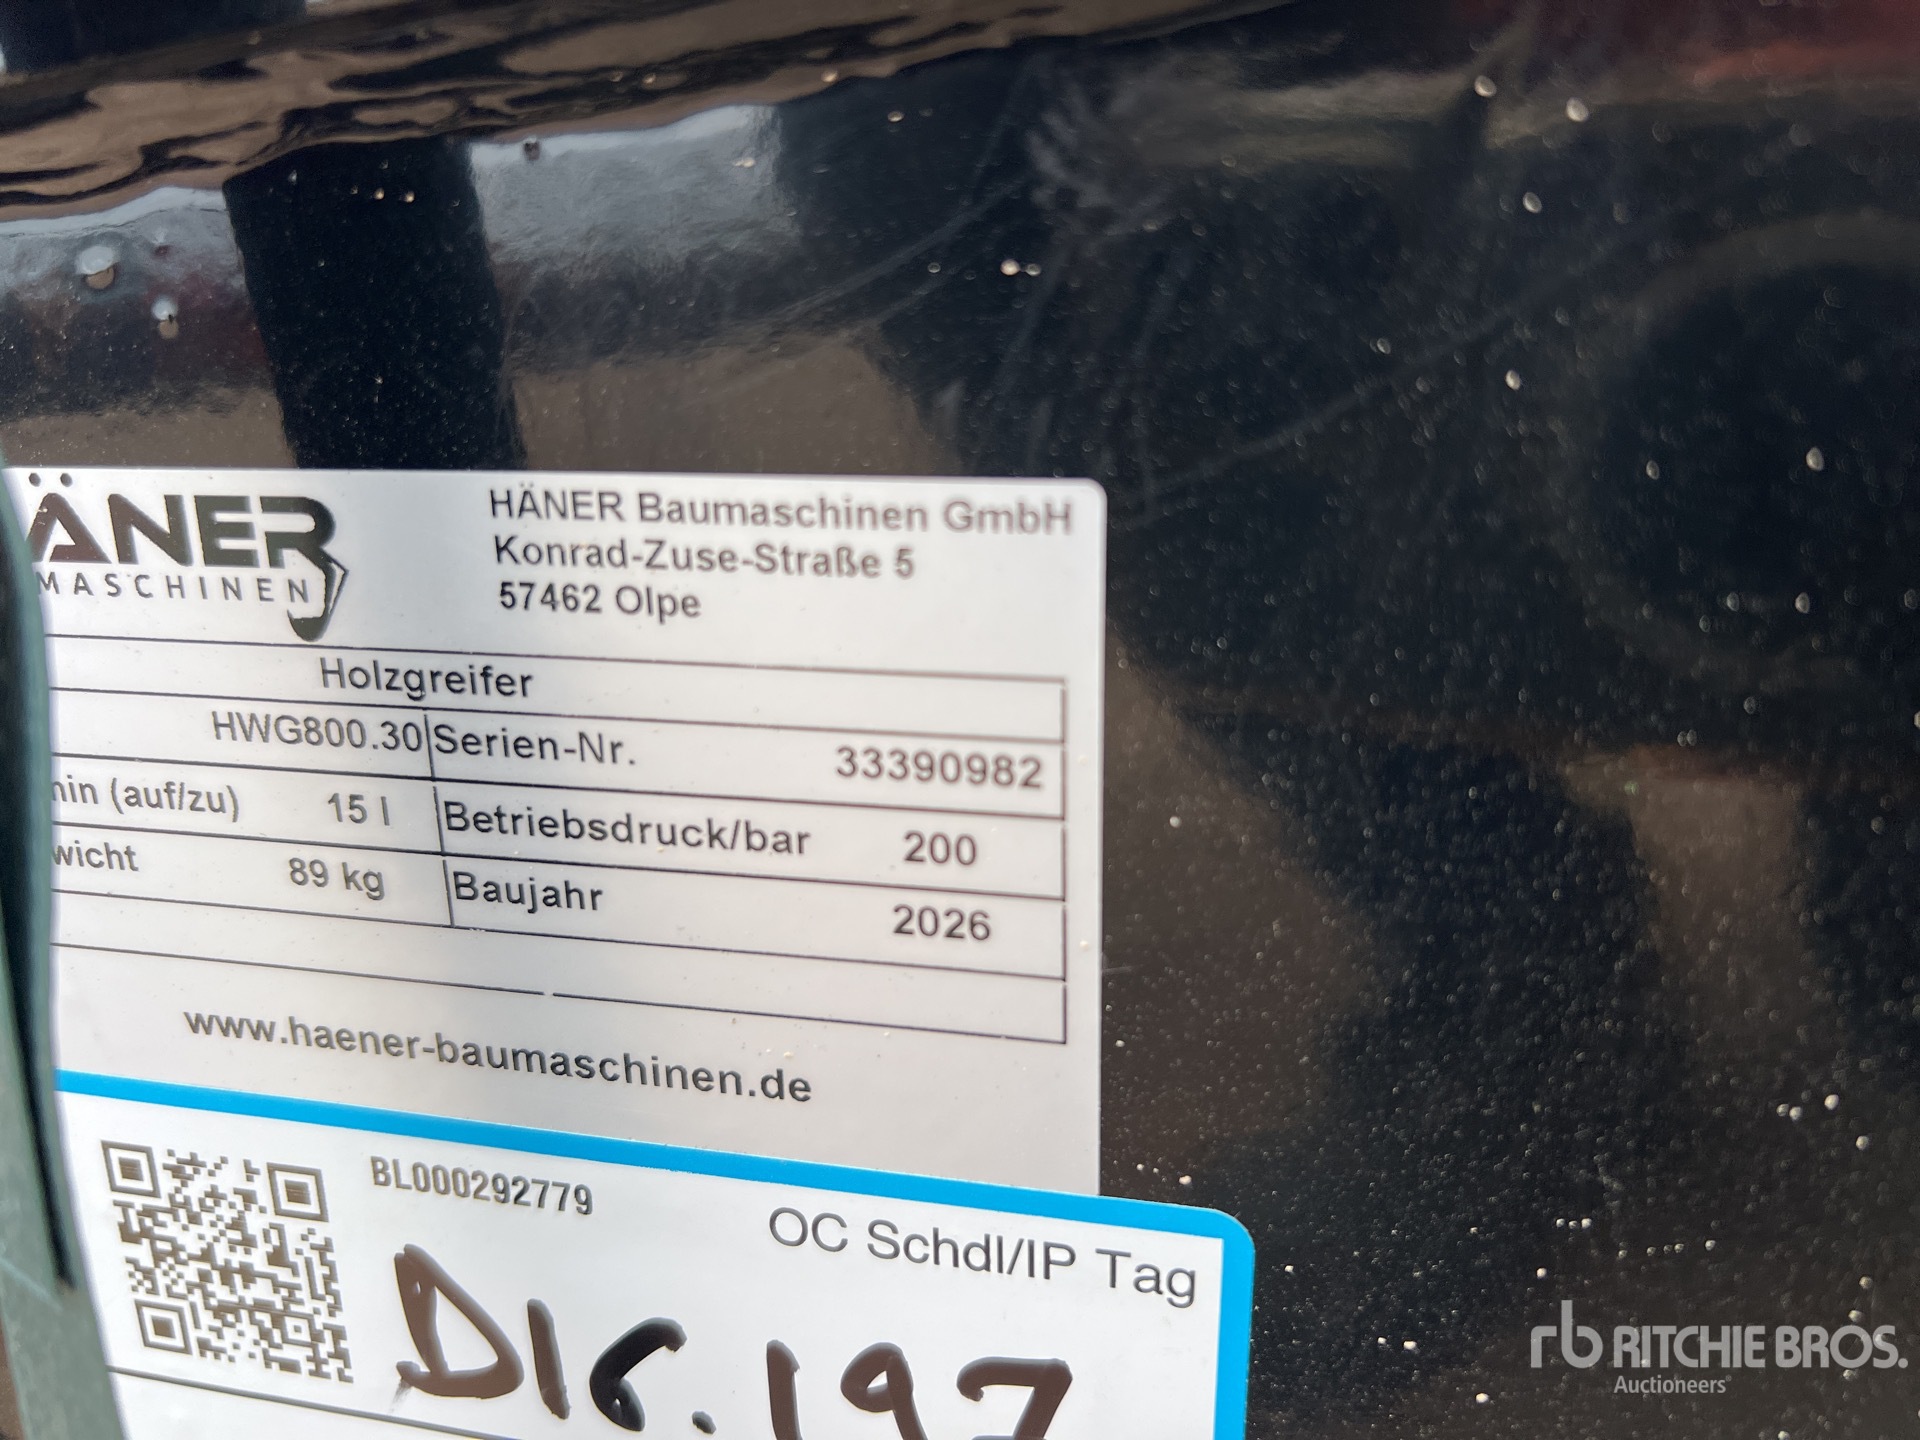 ÄNER
MASCHINEN
HÄNER Baumaschinen GmbH
Konrad-Zuse-Straße 5
57462 Olpe
Holzgreifer
HWG800.30 Serien-Nr. 33390982
(auf/zu) 15 l Betriebsdruck/bar 200
89 kg Baujahr 2026
www.haener-baumaschinen.de
BL000292779
OC Schdl/IP Tag
rb RITCHIE BROS.
Auctioneers